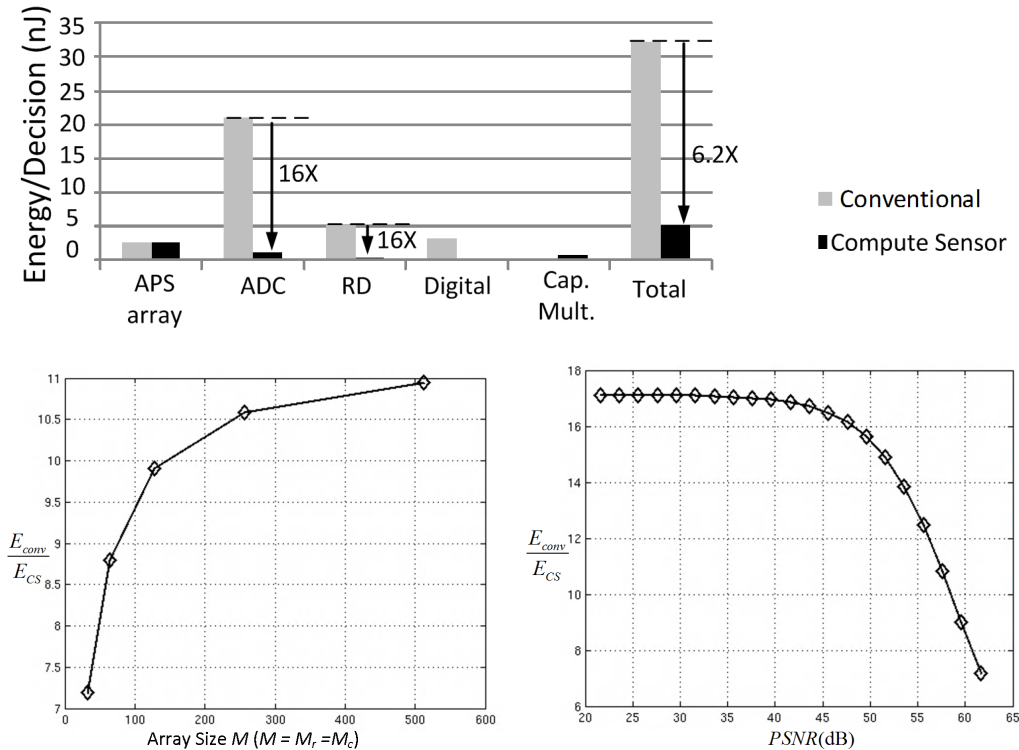 Energy/Decision (nJ)
35
30
25
20
15
10
5
0
16X
16X
6.2X
APS array
ADC
RD
Digital
Cap. Mult.
Total
Conventional
Compute Sensor
11
10.5
10
9.5
9
8.5
8
7.5
7
E_conv
E_CS
0 100 200 300 400 500 600
Array Size M (M = M_r =M_c)
18
16
14
12
10
8
6
E_conv
E_CS
20 25 30 35 40 45 50 55 60 65
PSNR(dB)